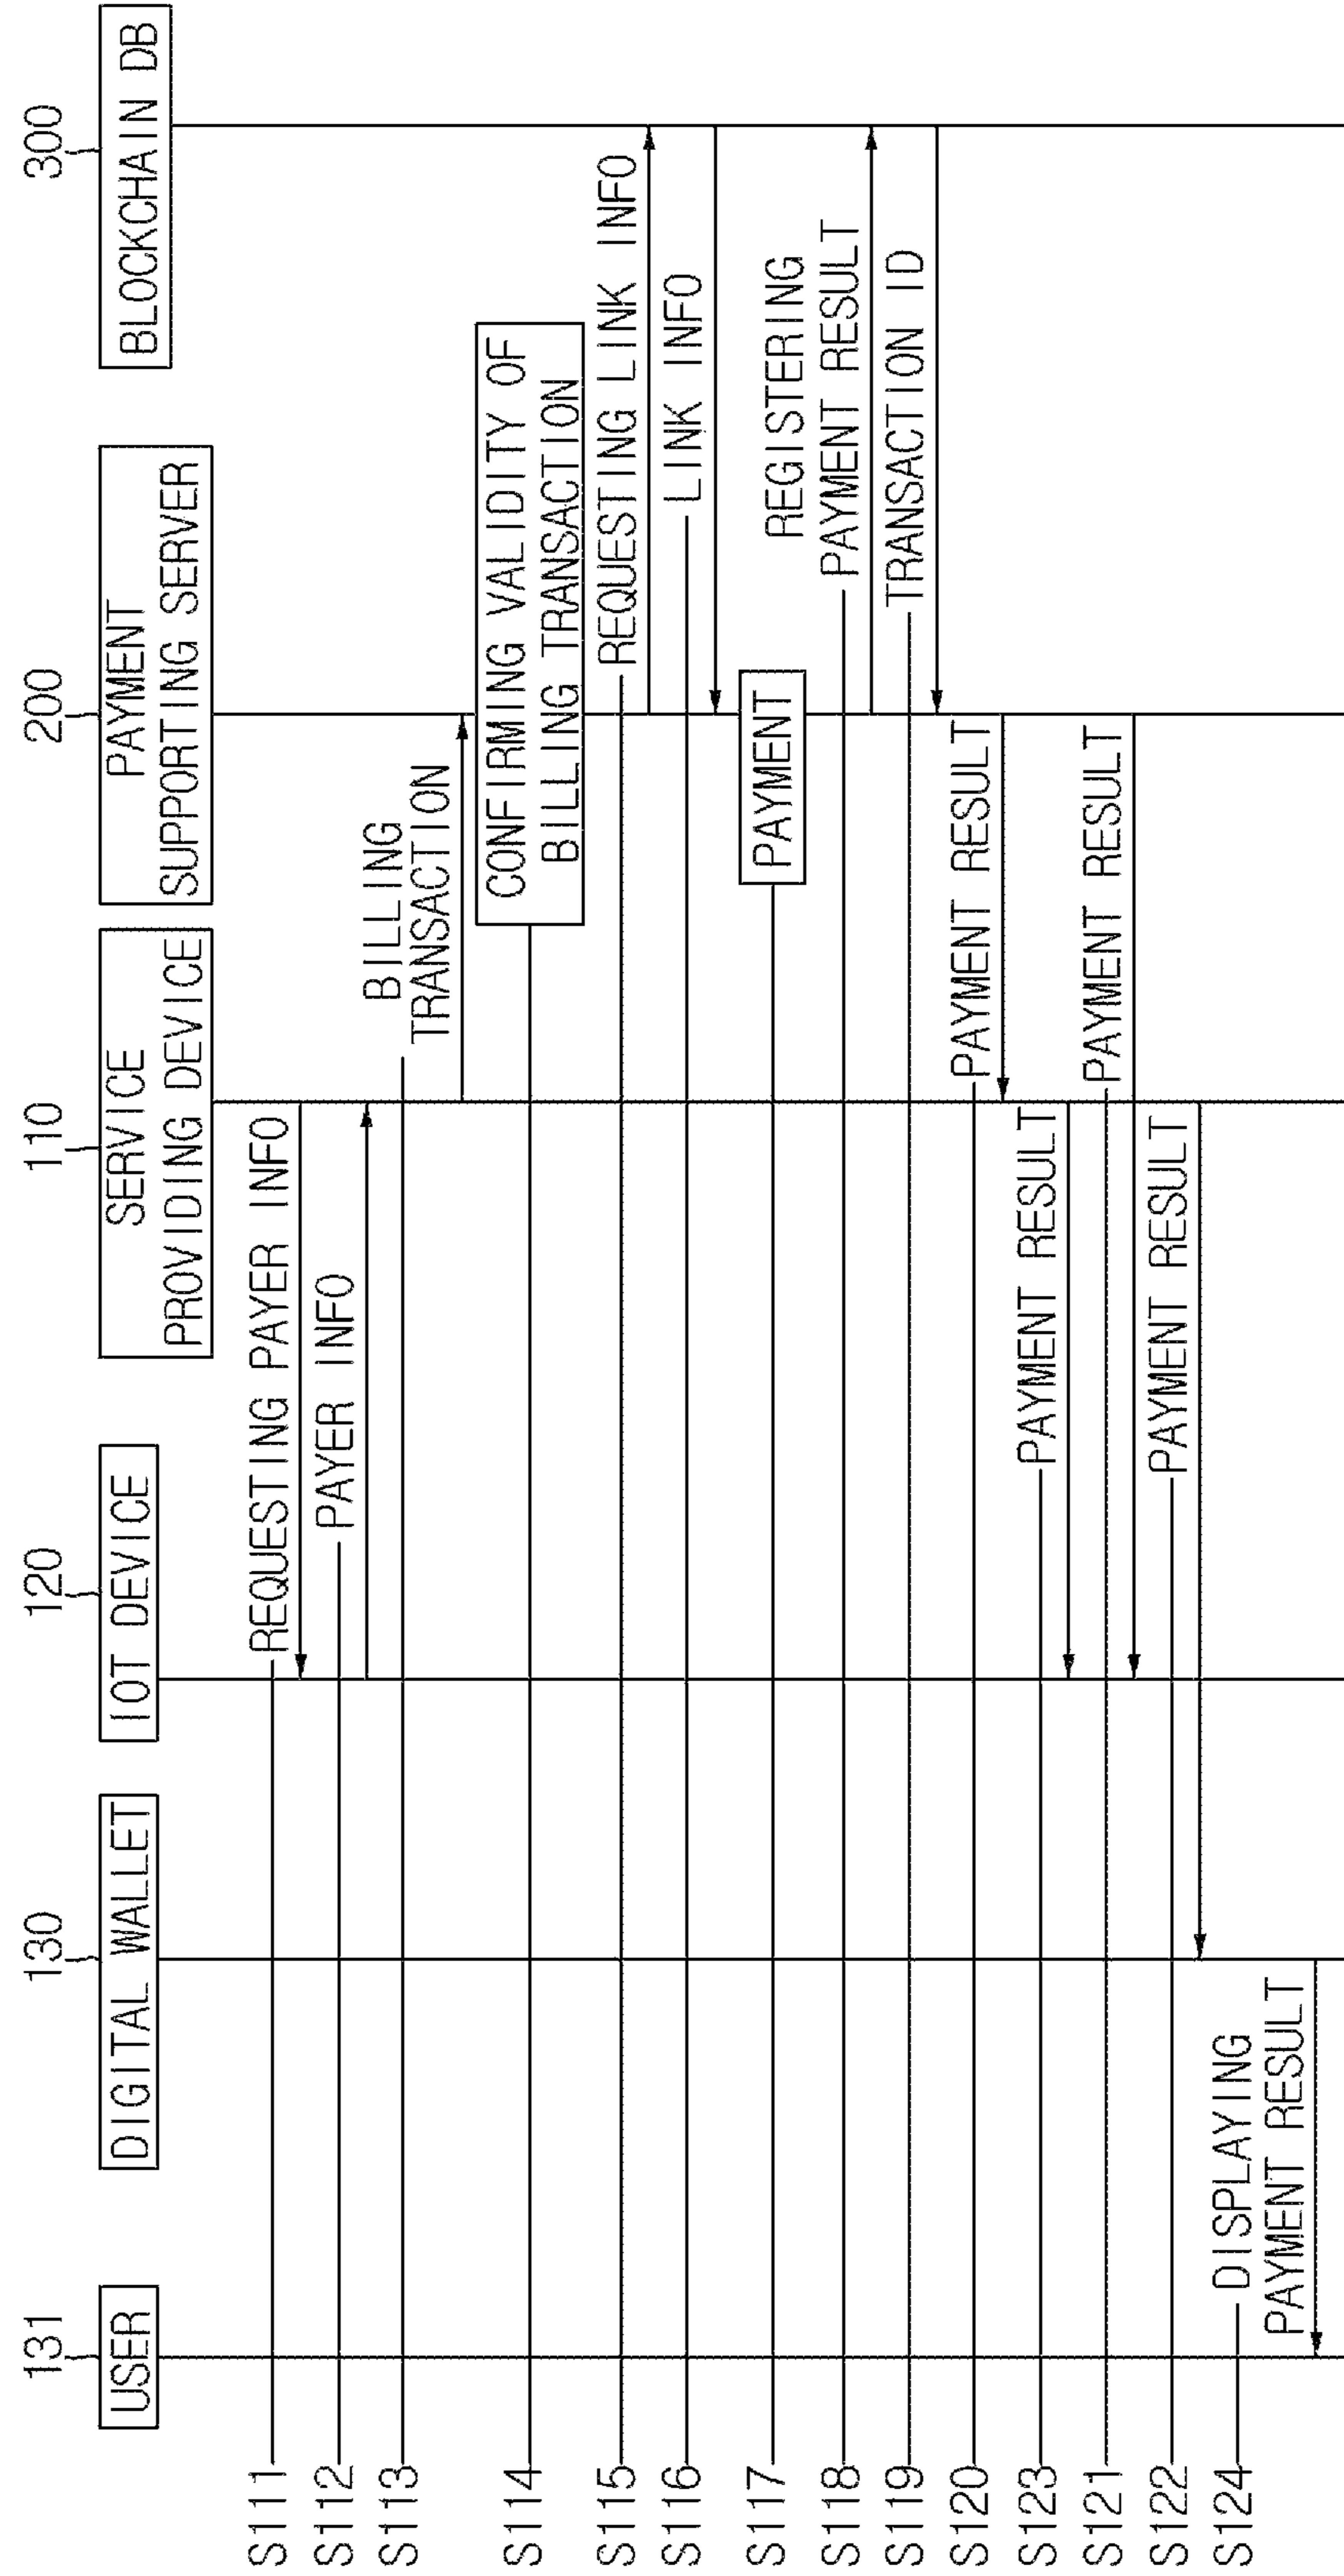 131
USER
130
DIGITAL WALLET
120
IOT DEVICE
110
SERVICE
PROVIDING DEVICE
200
PAYMENT
SUPPORTING SERVER
300
BLOCKCHAIN DB
S111
REQUESTING PAYER INFO
S112
PAYER INFO
S113
BILLING
TRANSACTION
S114
CONFIRMING VALIDITY OF
BILLING TRANSACTION
S115
REQUESTING LINK INFO
S116
LINK INFO
S117
PAYMENT
S118
REGISTERING
PAYMENT RESULT
S119
TRANSACTION ID
S120
PAYMENT RESULT
S123
PAYMENT RESULT
S121
PAYMENT RESULT
S122
PAYMENT RESULT
S124
DISPLAYING
PAYMENT RESULT